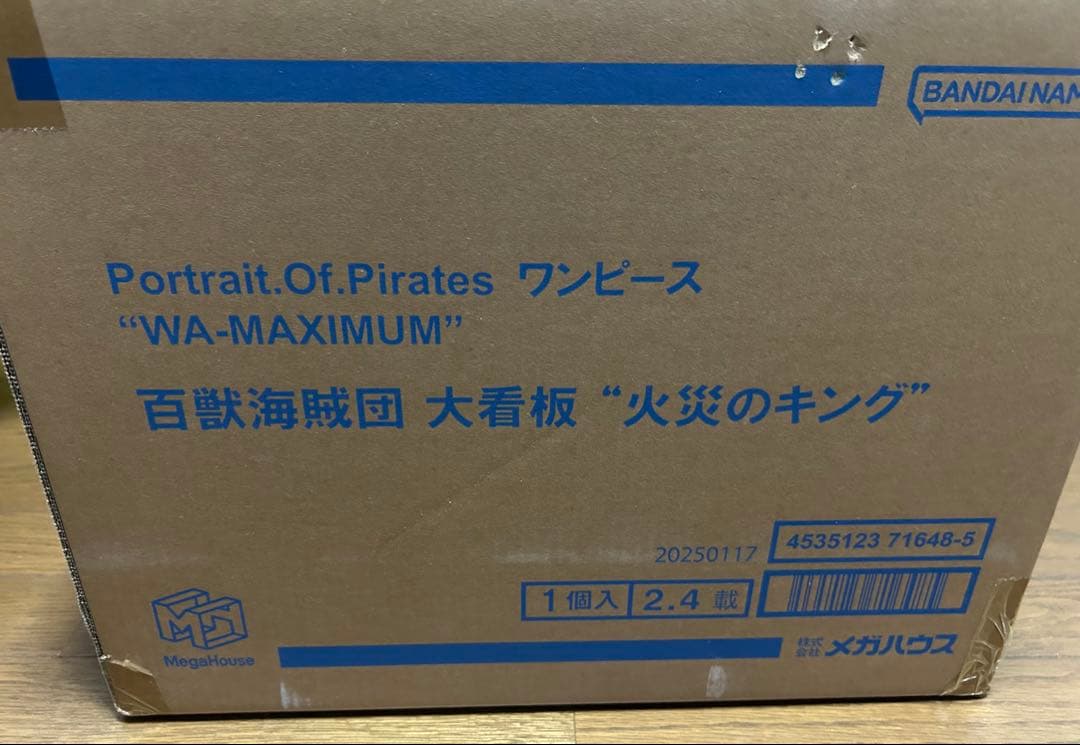 BANDAI NAM
Portrait.Of.Pirates ワンピース
“WA-MAXIMUM”
百獣海賊団 大看板 “火災のキング”
20250117 4535123 71648-5
1個入 2.4 載
MegaHouse
株式会社 メガハウス